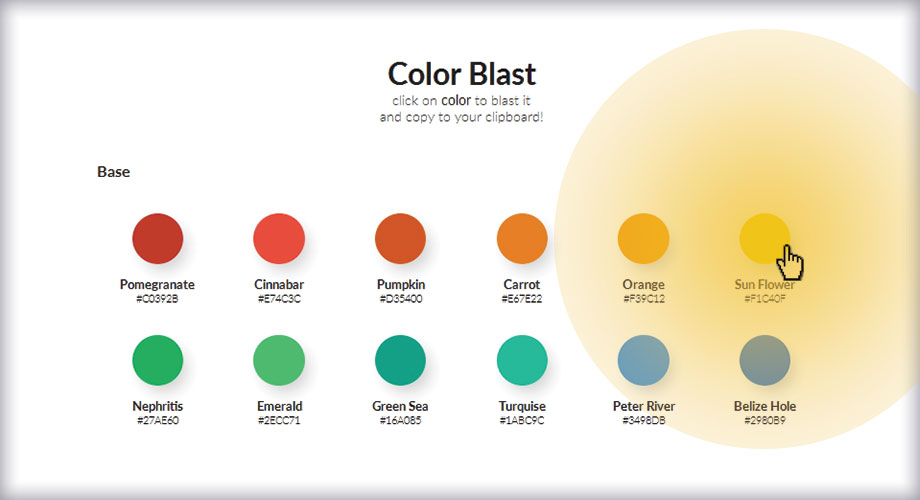 Color Blast
click on color to blast it
and copy to your clipboard!
Base
Pomegranate Cinnabar Pumpkin Carrot Orange Sun Flower
#C0392B #E74C3C #D35400 #E67E22 #F39C12 #F1C40F
Nephritis Emerald Green Sea Turquise Peter River Belize Hole
#27AE60 #2ECC71 #16A085 #1ABC9C #3498DB #2980B9